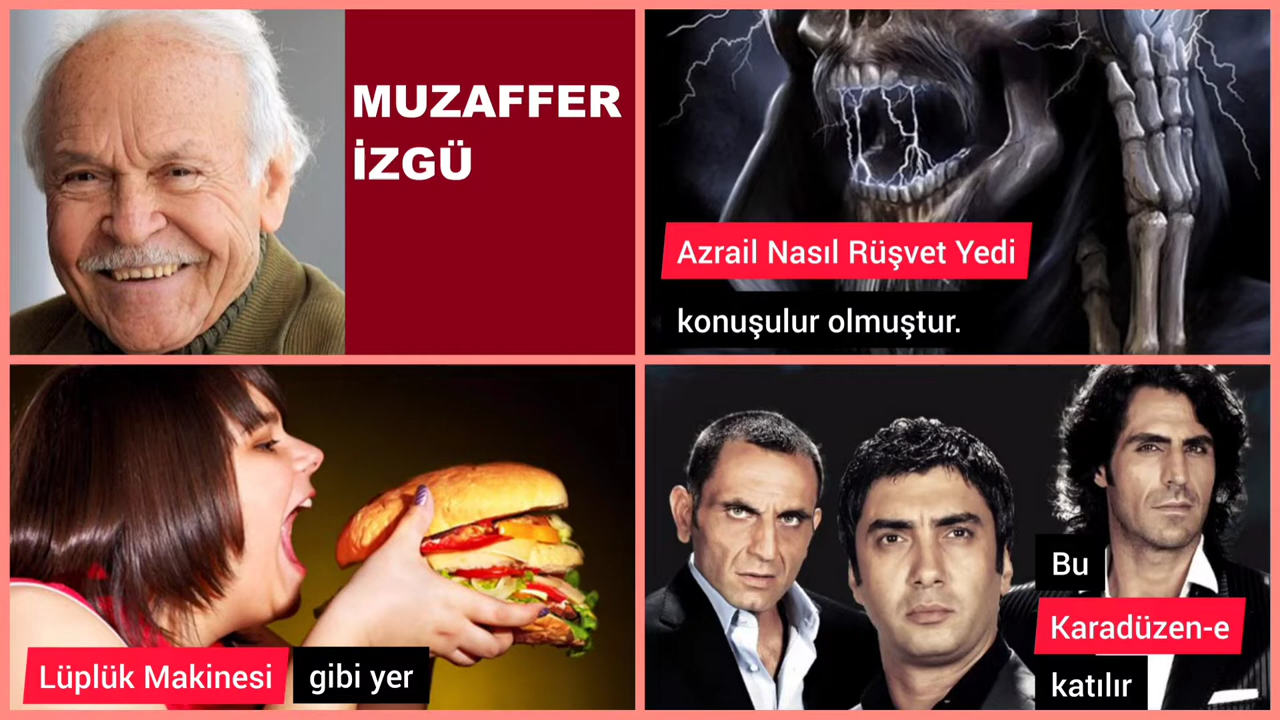 MUZAFFER
İZGÜ
Azrail Nasıl Rüşvet Yedi
konuşulur olmuştur.
Lüplük Makinesi gibi yer
Bu
Karadüzen-e
katılır